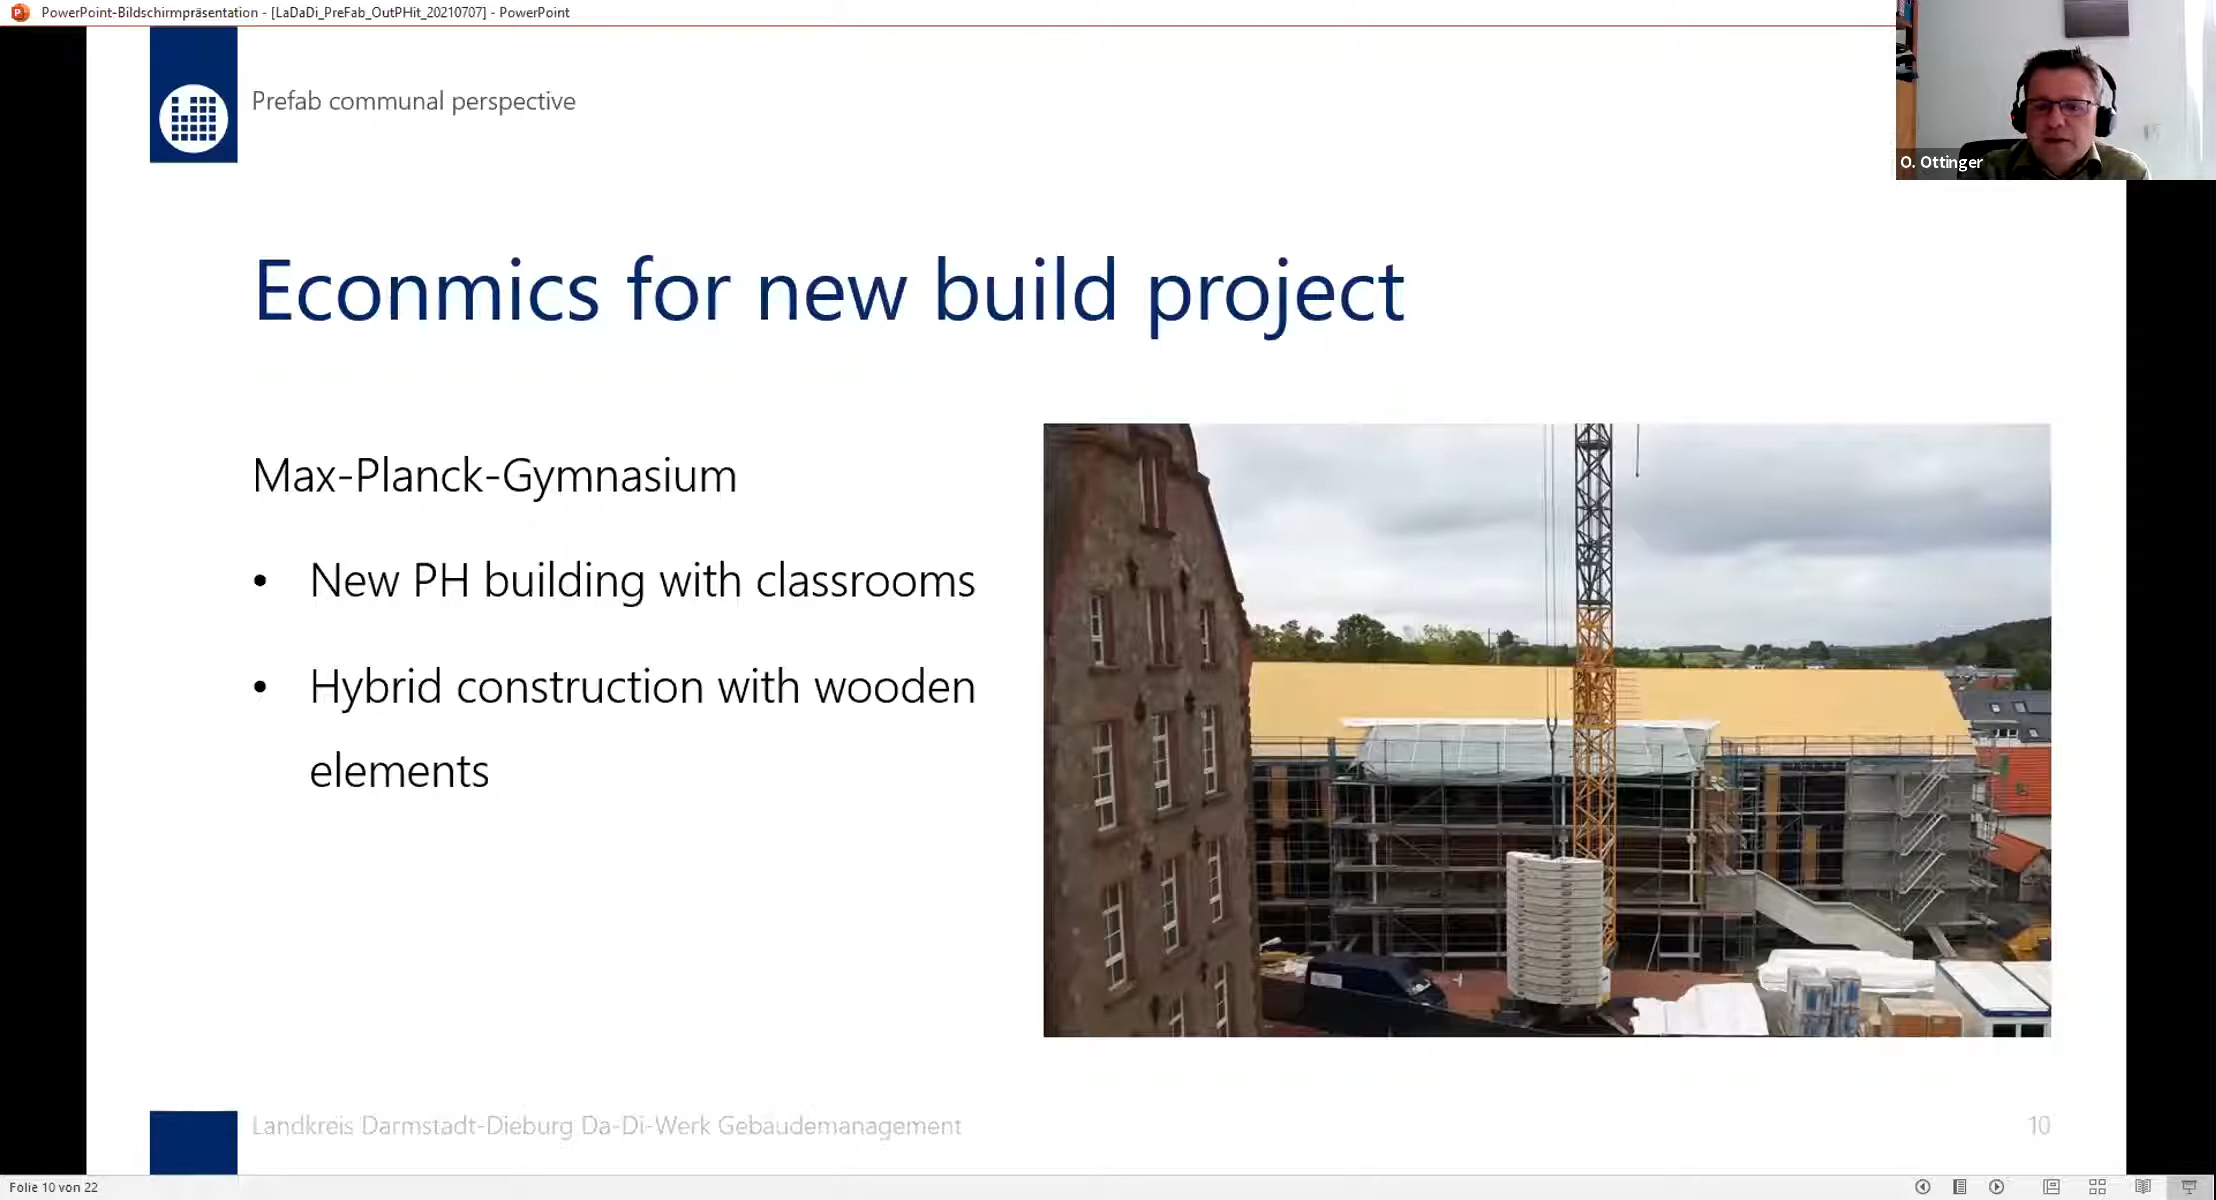 PowerPoint-Bildschirmpräsentation - [LaDaDi_PreFab_OutPHit_20210707] - PowerPoint
Prefab communal perspective
O. Ottinger
Econmics for new build project
Max-Planck-Gymnasium
• New PH building with classrooms
• Hybrid construction with wooden
elements
Landkreis Darmstadt-Dieburg Da-Di-Werk Gebäudemanagement
10
Folie 10 von 22